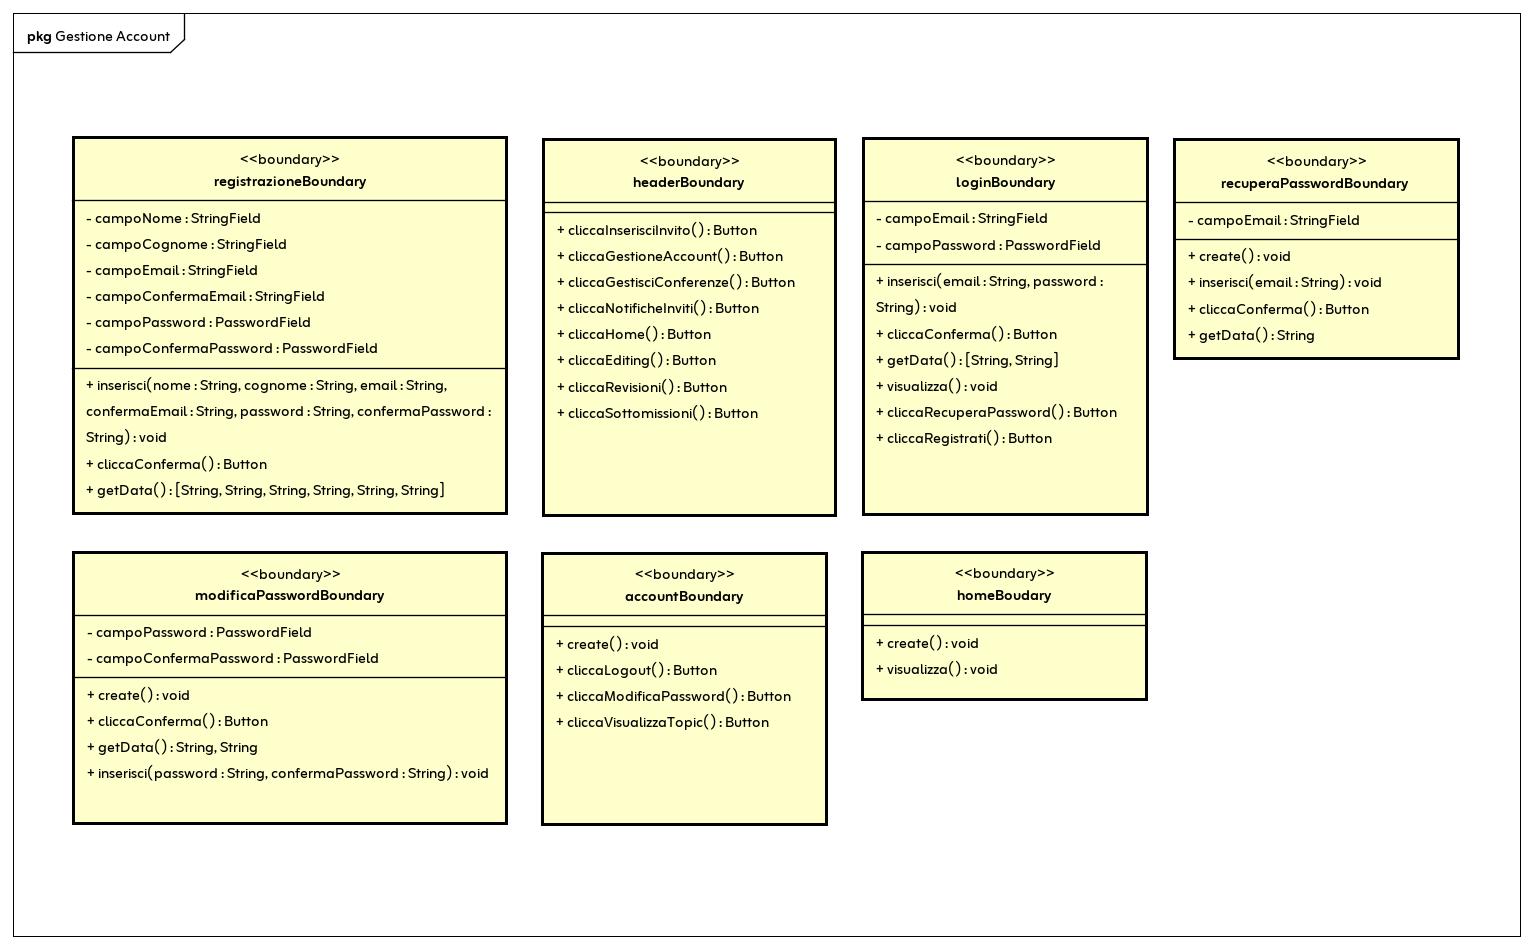 pkg Gestione Account
<<boundary>>
registrazioneBoundary
- campoNome : StringField
- campoCognome : StringField
- campoEmail : StringField
- campoConfermaEmail : StringField
- campoPassword : PasswordField
- campoConfermaPassword : PasswordField
+ inserisci(nome : String, cognome : String, email : String,
confermaEmail : String, password : String, confermaPassword :
String) : void
+ cliccaConferma() : Button
+ getData() : [String, String, String, String, String, String]
<<boundary>>
headerBoundary
+ cliccaInserisciInvito() : Button
+ cliccaGestioneAccount() : Button
+ cliccaGestisciConferenze() : Button
+ cliccaNotificheInviti() : Button
+ cliccaHome() : Button
+ cliccaEditing() : Button
+ cliccaRevisioni() : Button
+ cliccaSottomissioni() : Button
<<boundary>>
loginBoundary
- campoEmail : StringField
- campoPassword : PasswordField
+ inserisci(email : String, password :
String) : void
+ cliccaConferma() : Button
+ getData() : [String, String]
+ visualizza() : void
+ cliccaRecuperaPassword() : Button
+ cliccaRegistrati() : Button
<<boundary>>
recuperaPasswordBoundary
- campoEmail : StringField
+ create() : void
+ inserisci(email : String) : void
+ cliccaConferma() : Button
+ getData() : String
<<boundary>>
modificaPasswordBoundary
- campoPassword : PasswordField
- campoConfermaPassword : PasswordField
+ create() : void
+ cliccaConferma() : Button
+ getData() : String, String
+ inserisci(password : String, confermaPassword : String) : void
<<boundary>>
accountBoundary
+ create() : void
+ cliccaLogout() : Button
+ cliccaModificaPassword() : Button
+ cliccaVisualizzaTopic() : Button
<<boundary>>
homeBoudary
+ create() : void
+ visualizza() : void